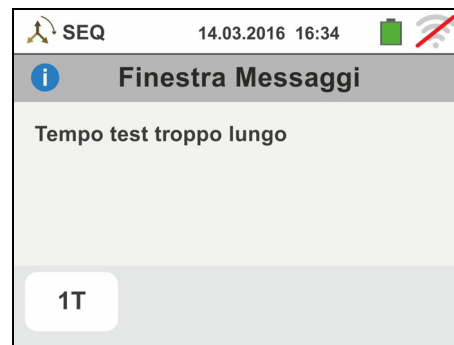 SEQ 14.03.2016 16:34
i Finestra Messaggi
Tempo test troppo lungo
1T